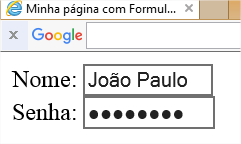 Minha página com Formul...
x Google
Nome: João Paulo
Senha: ●●●●●●●●